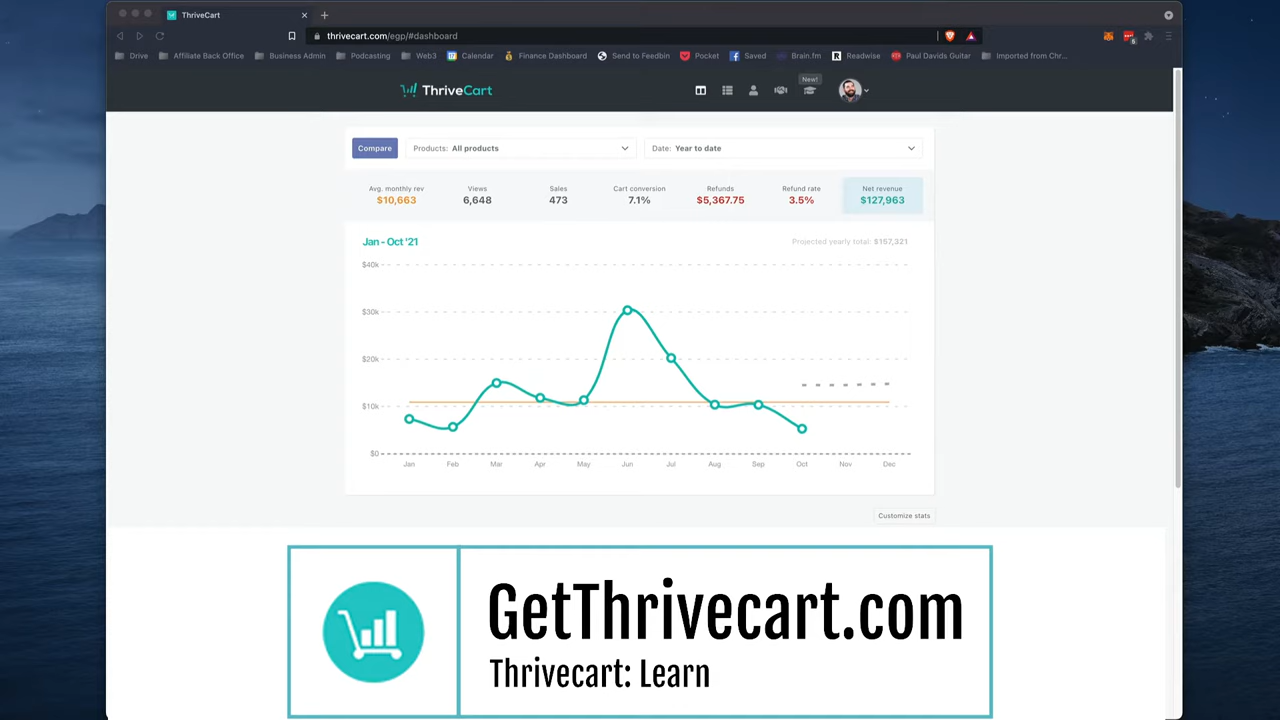 ThriveCart
thrivecart.com/egp/#dashboard
Drive
Affiliate Back Office
Business Admin
Podcasting
Web3
Calendar
Finance Dashboard
Send to Feedbin
Pocket
Saved
Brain.fm
Readwise
Paul Davids Guitar
Imported from Chr...
ThriveCart
New!
Compare
Products: All products
Date: Year to date
Avg. monthly rev
$10,663
Views
6,648
Sales
473
Cart conversion
7.1%
Refunds
$5,367.75
Refund rate
3.5%
Net revenue
$127,963
Jan - Oct '21
Projected yearly total: $157,321
$40k
$30k
$20k
$10k
$0
Jan Feb Mar Apr May Jun Jul Aug Sep Oct Nov Dec
Customize stats
GetThrivecart.com
Thrivecart: Learn